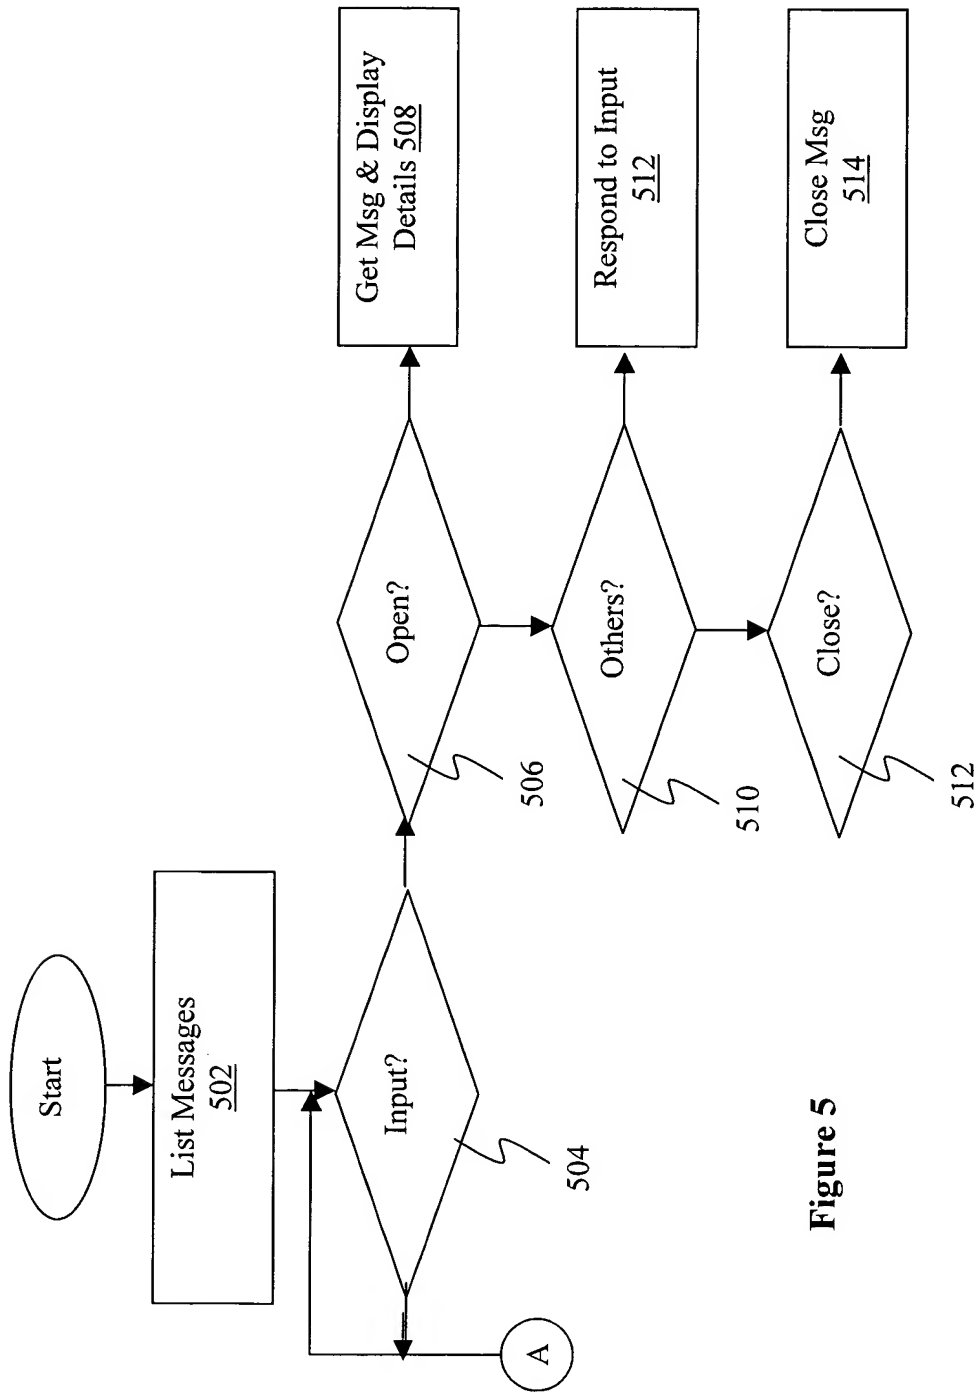 Start
List Messages
502
Input?
504
A
Open?
506
Get Msg & Display
Details 508
Others?
510
Respond to Input
512
Close?
512
Close Msg
514
Figure 5